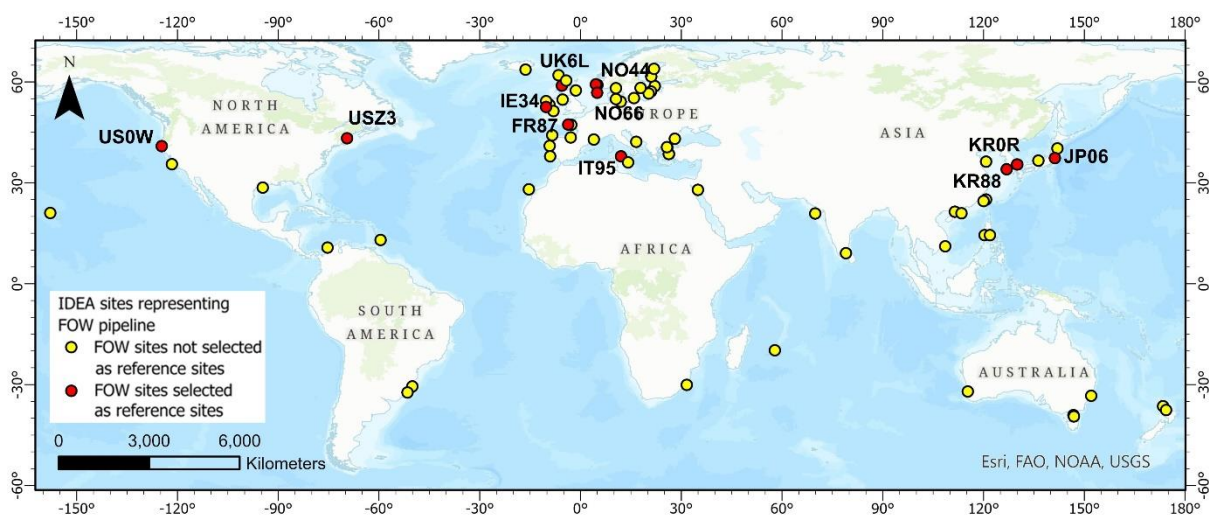 -150° -120° -90° -60° -30° 0° 30° 60° 90° 120° 150° 180°
N
60°
30°
0°
-30°
-60°
UK6L
NO44
60°
NORTH
AMERICA
IE34
NO66
EUROPE
ASIA
USZ3
FR87
US0W
KR0R
JP06
IT95
KR88
30°
AFRICA
0°
SOUTH
AMERICA
AUSTRALIA
-30°
IDEA sites representing
FOW pipeline
FOW sites not selected
as reference sites
FOW sites selected
as reference sites
0 3,000 6,000
Kilometers
Esri, FAO, NOAA, USGS
-60°
-150° -120° -90° -60° -30° 0° 30° 60° 90° 120° 150° 180°